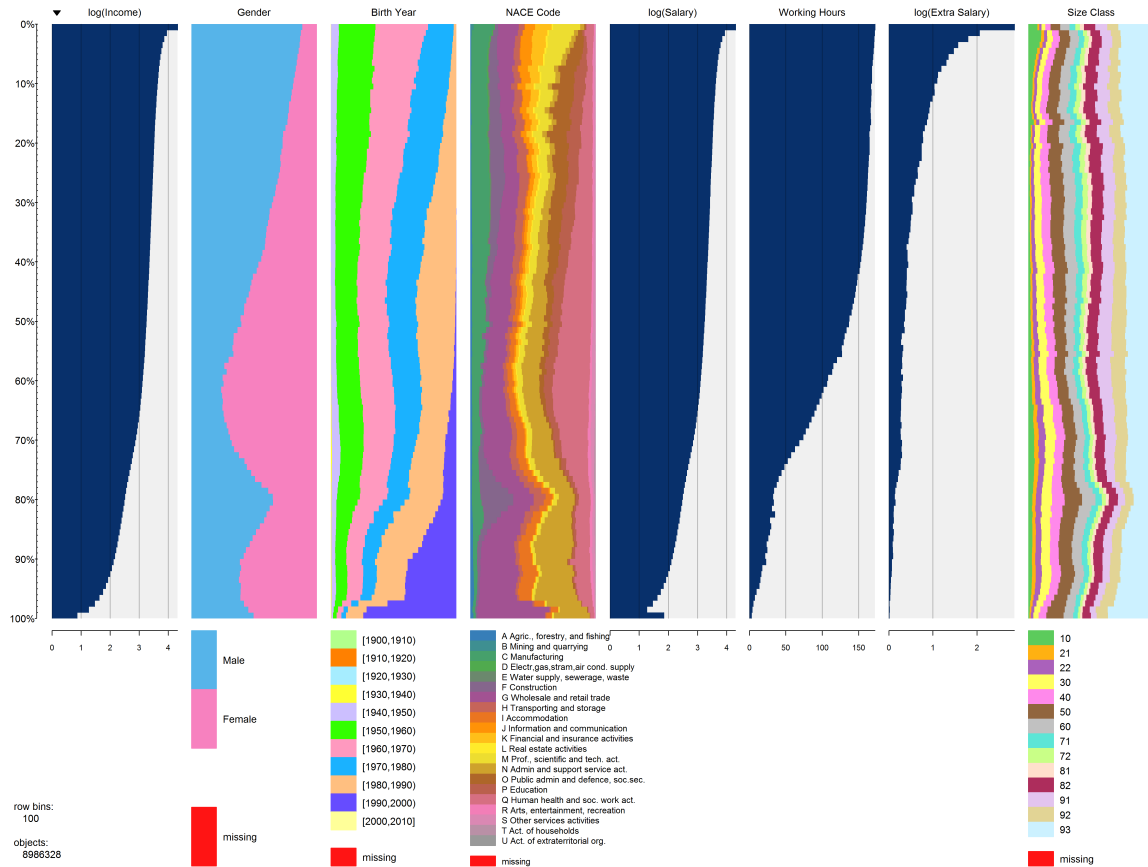 log(Income)
Gender
Birth Year
NACE Code
log(Salary)
Working Hours
log(Extra Salary)
Size Class
0%
10%
20%
30%
40%
50%
60%
70%
80%
90%
100%
0 1 2 3 4
0 1 2 3 4
0 50 100 150
0 1 2
Male
Female
missing
[1900,1910)
[1910,1920)
[1920,1930)
[1930,1940)
[1940,1950)
[1950,1960)
[1960,1970)
[1970,1980)
[1980,1990)
[1990,2000)
[2000,2010]
missing
A Agric., forestry, and fishing
B Mining and quarrying
C Manufacturing
D Electr,gas,stram,air cond. supply
E Water supply, sewerage, waste
F Construction
G Wholesale and retail trade
H Transporting and storage
I Accommodation
J Information and communication
K Financial and insurance activities
L Real estate activities
M Prof., scientific and tech. act.
N Admin and support service act.
O Public admin and defence, soc.sec.
P Education
Q Human health and soc. work act.
R Arts, entertainment, recreation
S Other services activities
T Act. of households
U Act. of extraterritorial org.
missing
10
21
22
30
40
50
60
71
72
81
82
91
92
93
missing
row bins:
100
objects:
8986328